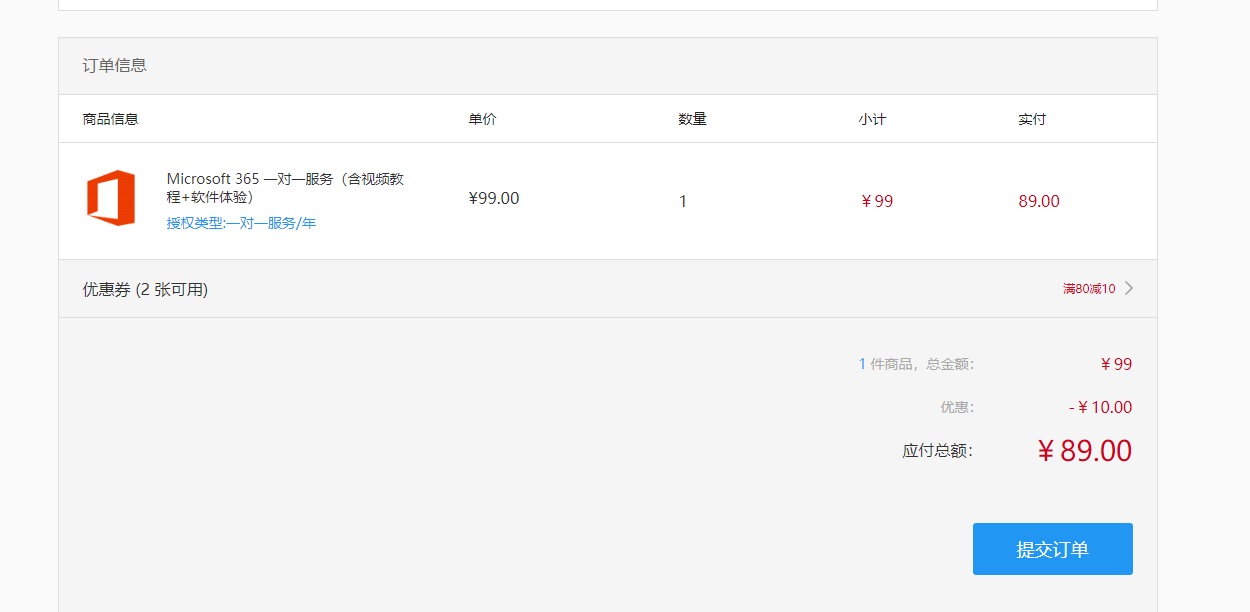 订单信息
商品信息 单价 数量 小计 实付
Microsoft 365 一对一服务（含视频教
程+软件体验）
授权类型:一对一服务/年
¥99.00 1 ¥ 99 89.00
优惠券 (2 张可用) 满80减10
1 件商品，总金额: ¥ 99
优惠: - ¥ 10.00
应付总额: ¥ 89.00
提交订单